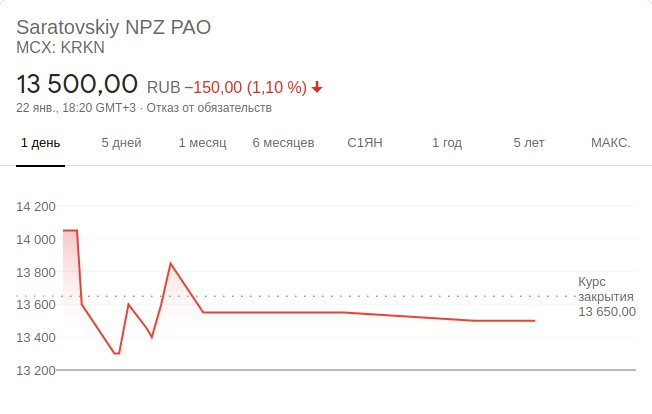 Saratovskiy NPZ PAO
MCX: KRKN
13 500,00 RUB −150,00 (1,10 %)
22 янв., 18:20 GMT+3 · Отказ от обязательств
1 день 5 дней 1 месяц 6 месяцев С1ЯН 1 год 5 лет МАКС.
14 200
14 000
13 800
13 600
13 400
13 200
Курс
закрытия
13 650,00